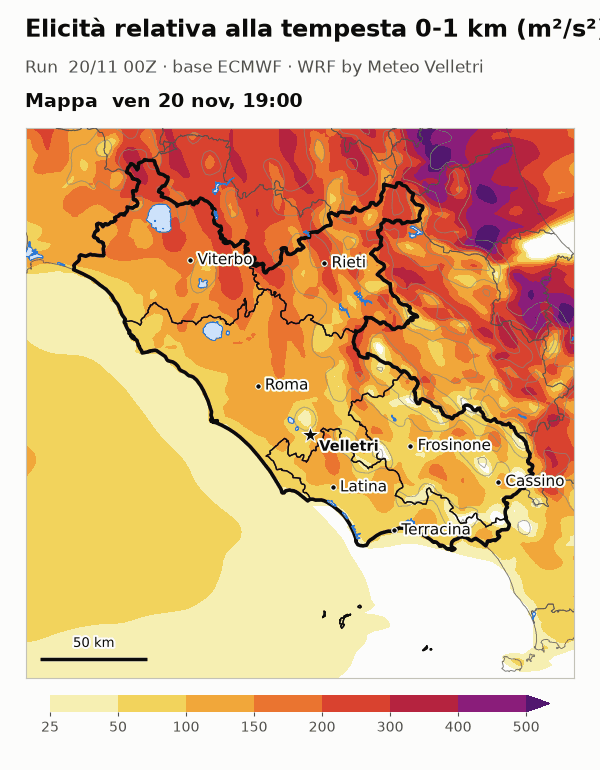 Elicità relativa alla tempesta 0-1 km (m²/s²)
Run 20/11 00Z · base ECMWF · WRF by Meteo Velletri
Mappa ven 20 nov, 19:00
Viterbo
Rieti
Roma
Velletri
Frosinone
Cassino
Latina
Terracina
50 km
25 50 100 150 200 300 400 500